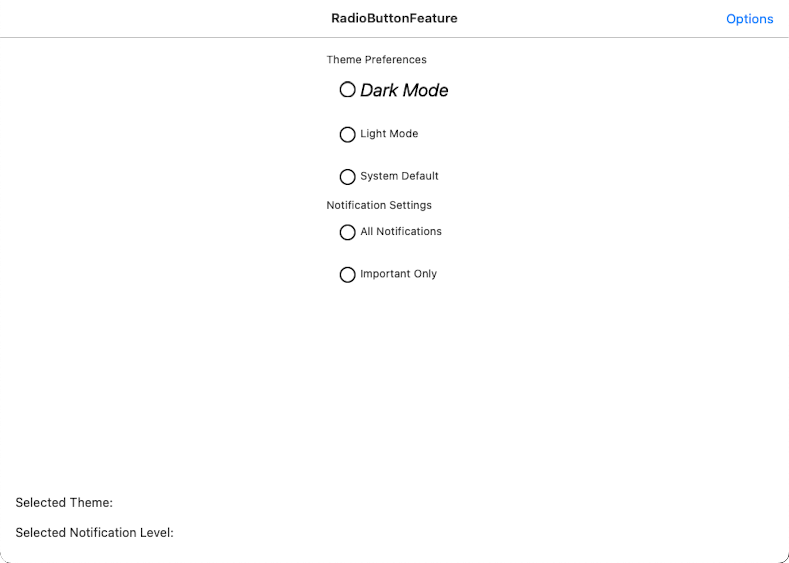 RadioButtonFeature
Options
Theme Preferences
Dark Mode
Light Mode
System Default
Notification Settings
All Notifications
Important Only
Selected Theme:
Selected Notification Level: